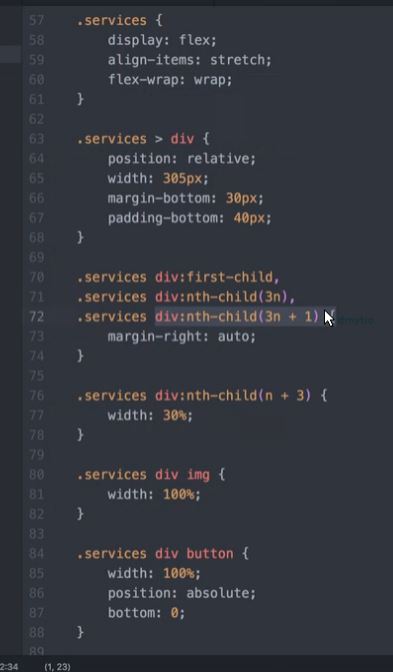 57 .services {
58 display: flex;
59 align-items: stretch;
60 flex-wrap: wrap;
61 }
62
63 .services > div {
64 position: relative;
65 width: 305px;
66 margin-bottom: 30px;
67 padding-bottom: 40px;
68 }
69
70 .services div:first-child,
71 .services div:nth-child(3n),
72 .services div:nth-child(3n + 1) {
73 margin-right: auto;
74 }
75
76 .services div:nth-child(n + 3) {
77 width: 30%;
78 }
79
80 .services div img {
81 width: 100%;
82 }
83
84 .services div button {
85 width: 100%;
86 position: absolute;
87 bottom: 0;
88 }
89
2:34 (1, 23)